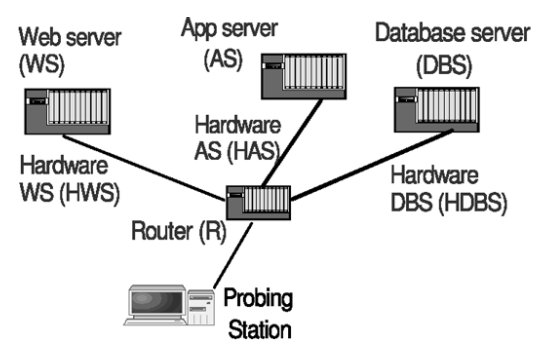 Web server
(WS)
App server
(AS)
Database server
(DBS)
Hardware
AS (HAS)
Hardware
WS (HWS)
Hardware
DBS (HDBS)
Router (R)
Probing
Station